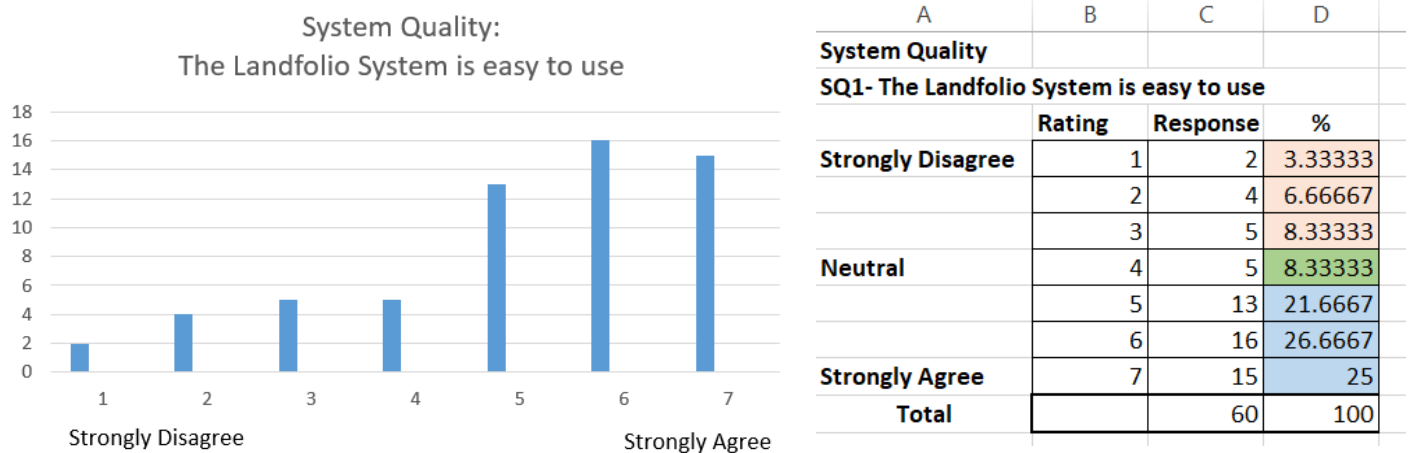 System Quality:
The Landfolio System is easy to use
18
16
14
12
10
8
6
4
2
0
1 2 3 4 5 6 7
Strongly Disagree Strongly Agree
A B C D
System Quality
SQ1- The Landfolio System is easy to use
Rating Response %
Strongly Disagree 1 2 3.33333
2 4 6.66667
3 5 8.33333
Neutral 4 5 8.33333
5 13 21.6667
6 16 26.6667
Strongly Agree 7 15 25
Total 60 100